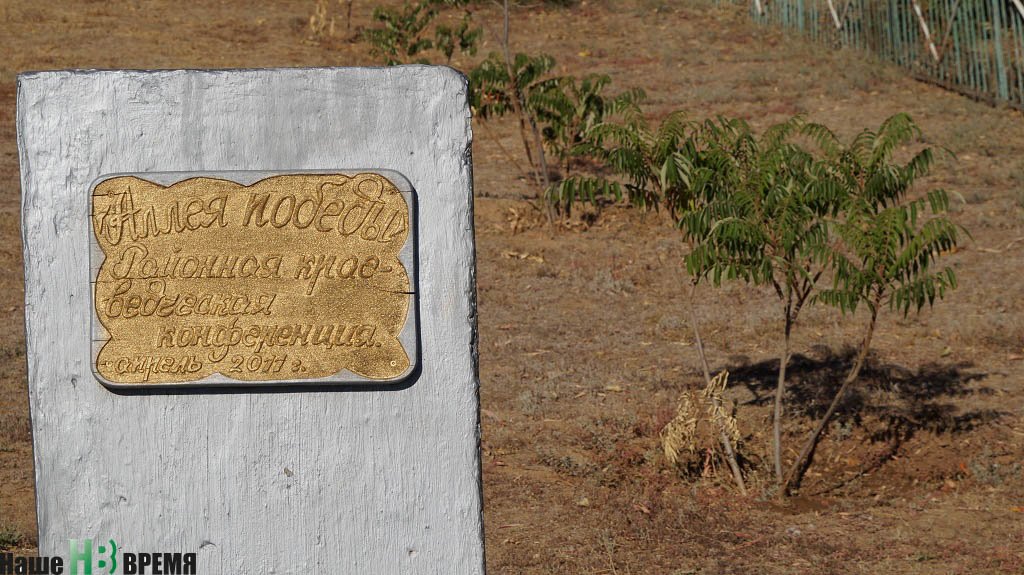 Аллея победы
Районная крае-
ведческая
конференция.
апрель 2011 г.
Наше НВ ВРЕМЯ